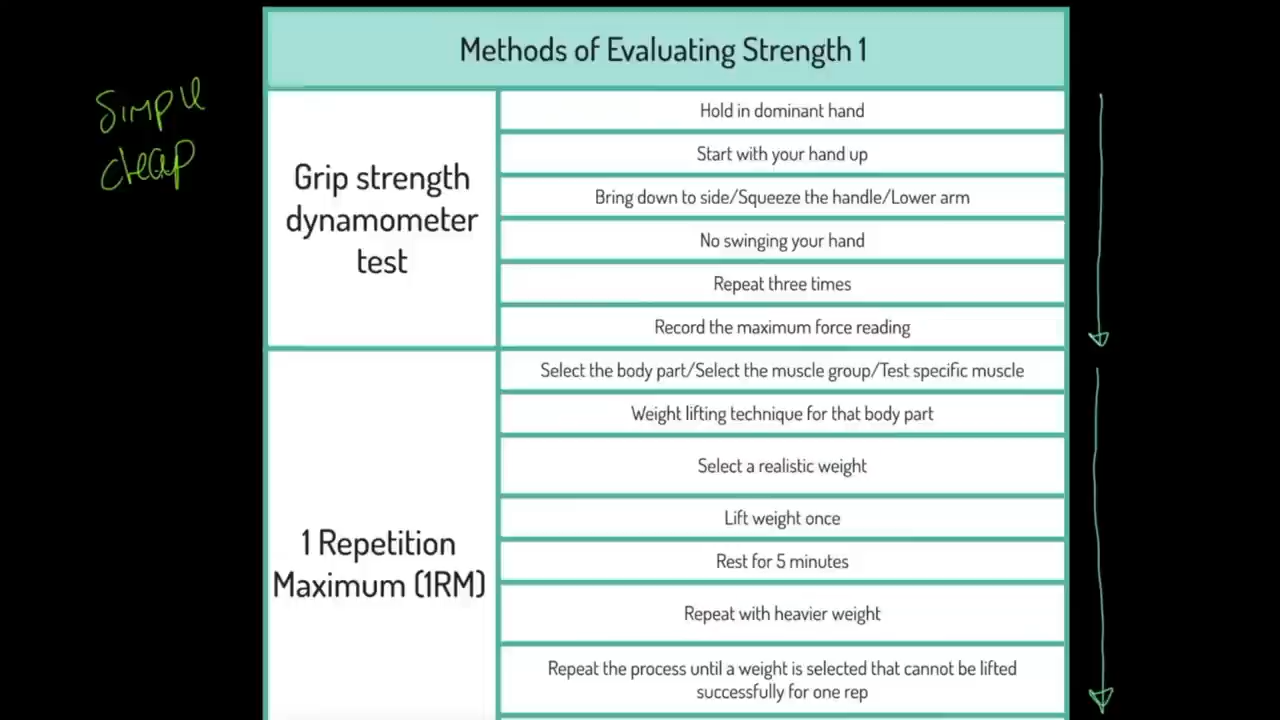 Methods of Evaluating Strength 1
Simple
cheap
Grip strength
dynamometer
test
Hold in dominant hand
Start with your hand up
Bring down to side/Squeeze the handle/Lower arm
No swinging your hand
Repeat three times
Record the maximum force reading
1 Repetition
Maximum (1RM)
Select the body part/Select the muscle group/Test specific muscle
Weight lifting technique for that body part
Select a realistic weight
Lift weight once
Rest for 5 minutes
Repeat with heavier weight
Repeat the process until a weight is selected that cannot be lifted
successfully for one rep